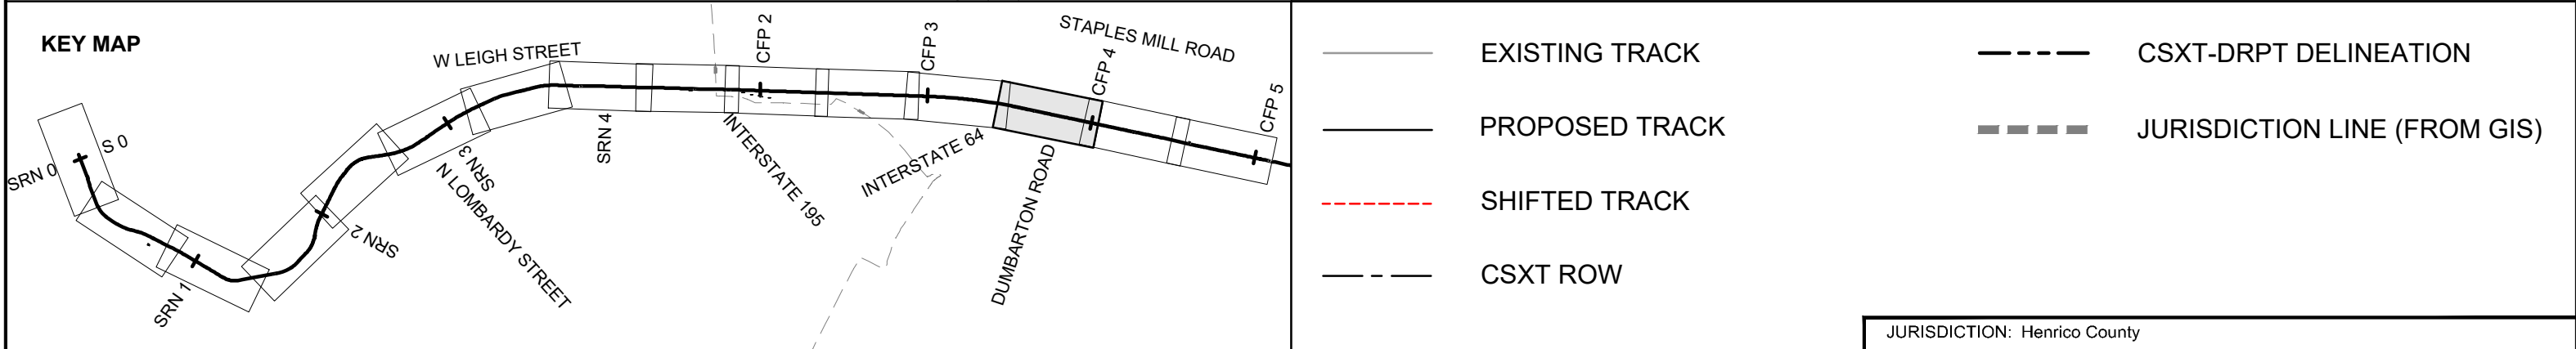 KEY MAP
W LEIGH STREET
CFP 2
CFP 3
STAPLES MILL ROAD
CFP 4
CFP 5
S 0
SRN 0
SRN 1
SRN 2
SRN 3
N LOMBARDY STREET
SRN 4
INTERSTATE 195
INTERSTATE 64
DUMBARTON ROAD
EXISTING TRACK
PROPOSED TRACK
SHIFTED TRACK
CSXT ROW
CSXT-DRPT DELINEATION
JURISDICTION LINE (FROM GIS)
JURISDICTION: Henrico County